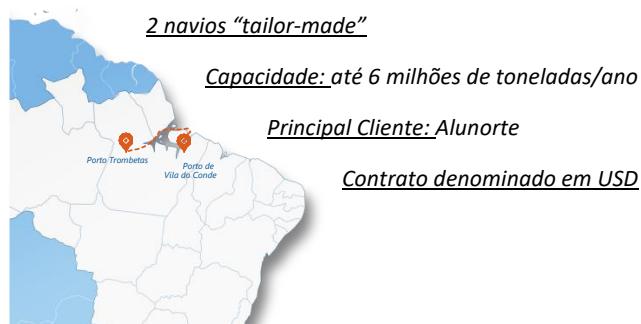 2 navios “tailor-made”
Capacidade: até 6 milhões de toneladas/ano
Principal Cliente: Alunorte
Porto Trombetas
Porto de
Vila do Conde
Contrato denominado em USD